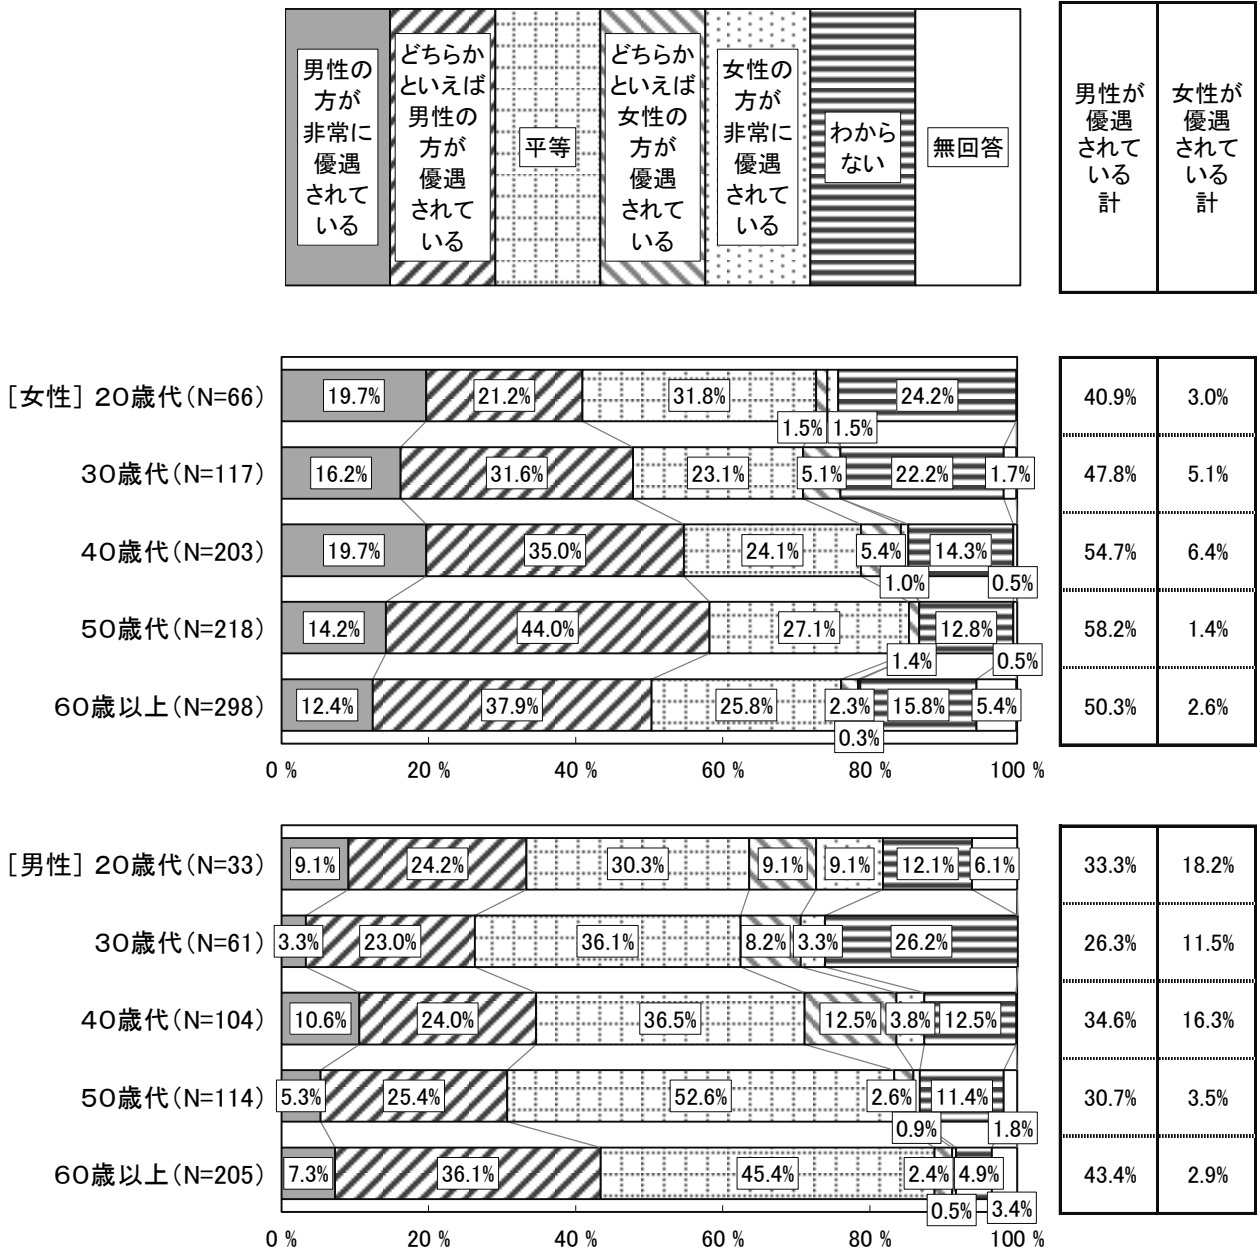 男性の
方が
非常に
優遇
されて
いる
どちらか
といえば
男性の
方が
優遇
されて
いる
平等
どちらか
といえば
女性の
方が
優遇
されて
いる
女性の
方が
非常に
優遇
されて
いる
わから
ない
無回答
男性が
優遇
されて
いる
計
女性が
優遇
されて
いる
計
［女性］ 20歳代（N=66） 19.7% 21.2% 31.8% 24.2% 40.9% 3.0%
1.5% 1.5%
30歳代（N=117） 16.2% 31.6% 23.1% 5.1% 22.2% 1.7% 47.8% 5.1%
40歳代（N=203） 19.7% 35.0% 24.1% 5.4% 14.3% 54.7% 6.4%
1.0% 0.5%
50歳代（N=218） 14.2% 44.0% 27.1% 12.8% 58.2% 1.4%
1.4% 0.5%
60歳以上（N=298） 12.4% 37.9% 25.8% 2.3% 15.8% 5.4% 50.3% 2.6%
0.3%
0 % 20 % 40 % 60 % 80 % 100 %
［男性］ 20歳代（N=33） 9.1% 24.2% 30.3% 9.1% 9.1% 12.1% 6.1% 33.3% 18.2%
30歳代（N=61） 3.3% 23.0% 36.1% 8.2% 3.3% 26.2% 26.3% 11.5%
40歳代（N=104） 10.6% 24.0% 36.5% 12.5% 3.8% 12.5% 34.6% 16.3%
50歳代（N=114） 5.3% 25.4% 52.6% 2.6% 11.4% 30.7% 3.5%
0.9% 1.8%
60歳以上（N=205） 7.3% 36.1% 45.4% 2.4% 4.9% 43.4% 2.9%
0.5% 3.4%
0 % 20 % 40 % 60 % 80 % 100 %